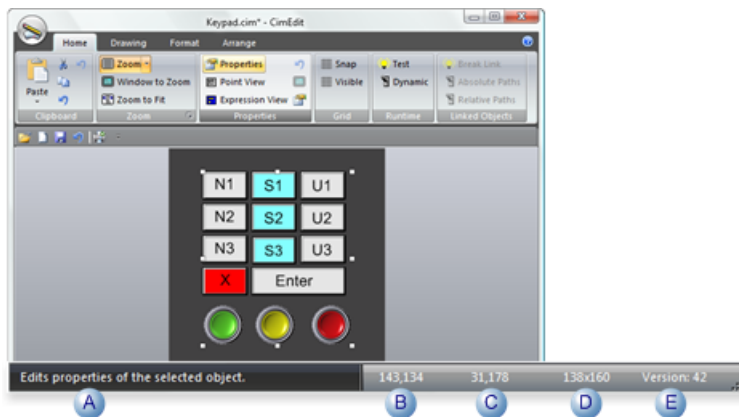 Keypad.cim* - CimEdit
Home Drawing Format Arrange
Paste
Clipboard
Zoom
Window to Zoom
Zoom to Fit
Zoom
Properties
Point View
Expression View
Properties
Snap
Visible
Grid
Test
Dynamic
Runtime
Break Link
Absolute Paths
Relative Paths
Linked Objects
N1 S1 U1
N2 S2 U2
N3 S3 U3
X Enter
Edits properties of the selected object. 143,134 31,178 138x160 Version: 42
A B C D E